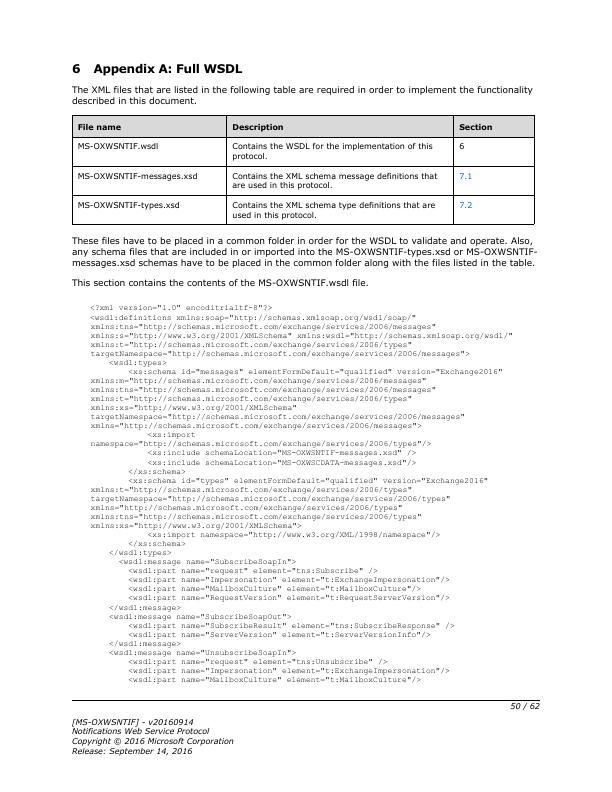 6 Appendix A: Full WSDL
The XML files that are listed in the following table are required in order to implement the functionality
described in this document.
File name Description Section
MS-OXWSNTIF.wsdl Contains the WSDL for the implementation of this protocol. 6
MS-OXWSNTIF-messages.xsd Contains the XML schema message definitions that are used in this protocol. 7.1
MS-OXWSNTIF-types.xsd Contains the XML schema type definitions that are used in this protocol. 7.2
These files have to be placed in a common folder in order for the WSDL to validate and operate. Also,
any schema files that are included in or imported into the MS-OXWSNTIF-types.xsd or MS-OXWSNTIF-
messages.xsd schemas have to be placed in the common folder along with the files listed in the table.
This section contains the contents of the MS-OXWSNTIF.wsdl file.
<?xml version="1.0" encoditrialtf-8"?>
<wsdl:definitions xmlns:soap="http://schemas.xmlsoap.org/wsdl/soap/"
xmlns:tns="http://schemas.microsoft.com/exchange/services/2006/messages"
xmlns:s="http://www.w3.org/2001/XMLSchema" xmlns:wsdl="http://schemas.xmlsoap.org/wsdl/"
xmlns:t="http://schemas.microsoft.com/exchange/services/2006/types"
targetNamespace="http://schemas.microsoft.com/exchange/services/2006/messages">
<wsdl:types>
<xs:schema id="messages" elementFormDefault="qualified" version="Exchange2016"
xmlns:m="http://schemas.microsoft.com/exchange/services/2006/messages"
xmlns:tns="http://schemas.microsoft.com/exchange/services/2006/messages"
xmlns:t="http://schemas.microsoft.com/exchange/services/2006/types"
xmlns:xs="http://www.w3.org/2001/XMLSchema"
targetNamespace="http://schemas.microsoft.com/exchange/services/2006/messages"
xmlns="http://schemas.microsoft.com/exchange/services/2006/messages">
<xs:import
namespace="http://schemas.microsoft.com/exchange/services/2006/types"/>
<xs:include schemaLocation="MS-OXWSNTIF-messages.xsd" />
<xs:include schemaLocation="MS-OXWSCDATA-messages.xsd"/>
</xs:schema>
<xs:schema id="types" elementFormDefault="qualified" version="Exchange2016"
xmlns:t="http://schemas.microsoft.com/exchange/services/2006/types"
targetNamespace="http://schemas.microsoft.com/exchange/services/2006/types"
xmlns="http://schemas.microsoft.com/exchange/services/2006/types"
xmlns:tns="http://schemas.microsoft.com/exchange/services/2006/types"
xmlns:xs="http://www.w3.org/2001/XMLSchema">
<xs:import namespace="http://www.w3.org/XML/1998/namespace"/>
</xs:schema>
</wsdl:types>
<wsdl:message name="SubscribeSoapIn">
<wsdl:part name="request" element="tns:Subscribe" />
<wsdl:part name="Impersonation" element="t:ExchangeImpersonation"/>
<wsdl:part name="MailboxCulture" element="t:MailboxCulture"/>
<wsdl:part name="RequestVersion" element="t:RequestServerVersion"/>
</wsdl:message>
<wsdl:message name="SubscribeSoapOut">
<wsdl:part name="SubscribeResult" element="tns:SubscribeResponse" />
<wsdl:part name="ServerVersion" element="t:ServerVersionInfo"/>
</wsdl:message>
<wsdl:message name="UnsubscribeSoapIn">
<wsdl:part name="request" element="tns:Unsubscribe" />
<wsdl:part name="Impersonation" element="t:ExchangeImpersonation"/>
<wsdl:part name="MailboxCulture" element="t:MailboxCulture"/>
50 / 62
[MS-OXWSNTIF] - v20160914
Notifications Web Service Protocol
Copyright © 2016 Microsoft Corporation
Release: September 14, 2016